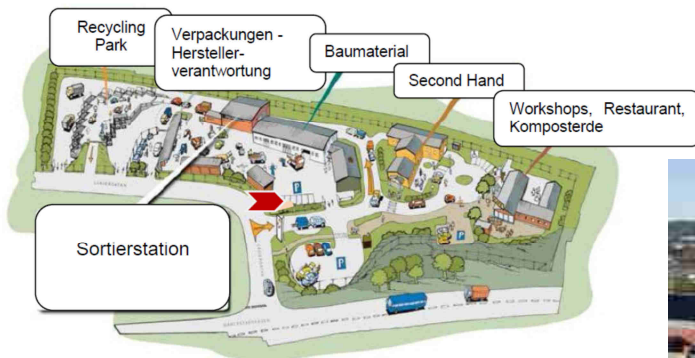 Recycling
Park
Verpackungen -
Hersteller-
verantwortung
Baumaterial
Second Hand
Workshops, Restaurant,
Komposterde
Sortierstation
P
P
P